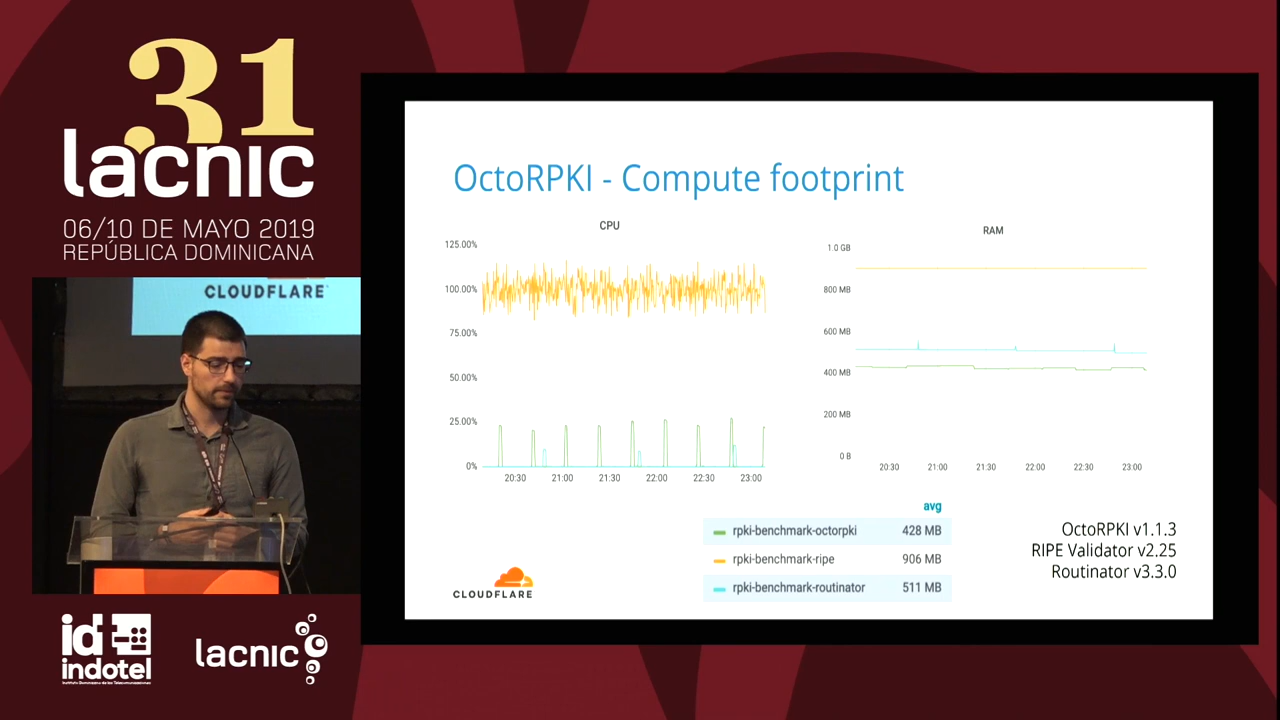 31
lacnic
06/10 DE MAYO 2019
REPÚBLICA DOMINICANA
CLOUDFLARE
id
indotel
lacnic
OctoRPKI - Compute footprint
CPU
125.00%
100.00%
75.00%
50.00%
25.00%
0%
20:30 21:00 21:30 22:00 22:30 23:00
RAM
1.0 GB
800 MB
600 MB
400 MB
200 MB
0 B
20:30 21:00 21:30 22:00 22:30 23:00
avg
rpki-benchmark-octorpki 428 MB
rpki-benchmark-ripe 906 MB
rpki-benchmark-routinator 511 MB
OctoRPKI v1.1.3
RIPE Validator v2.25
Routinator v3.3.0
CLOUDFLARE